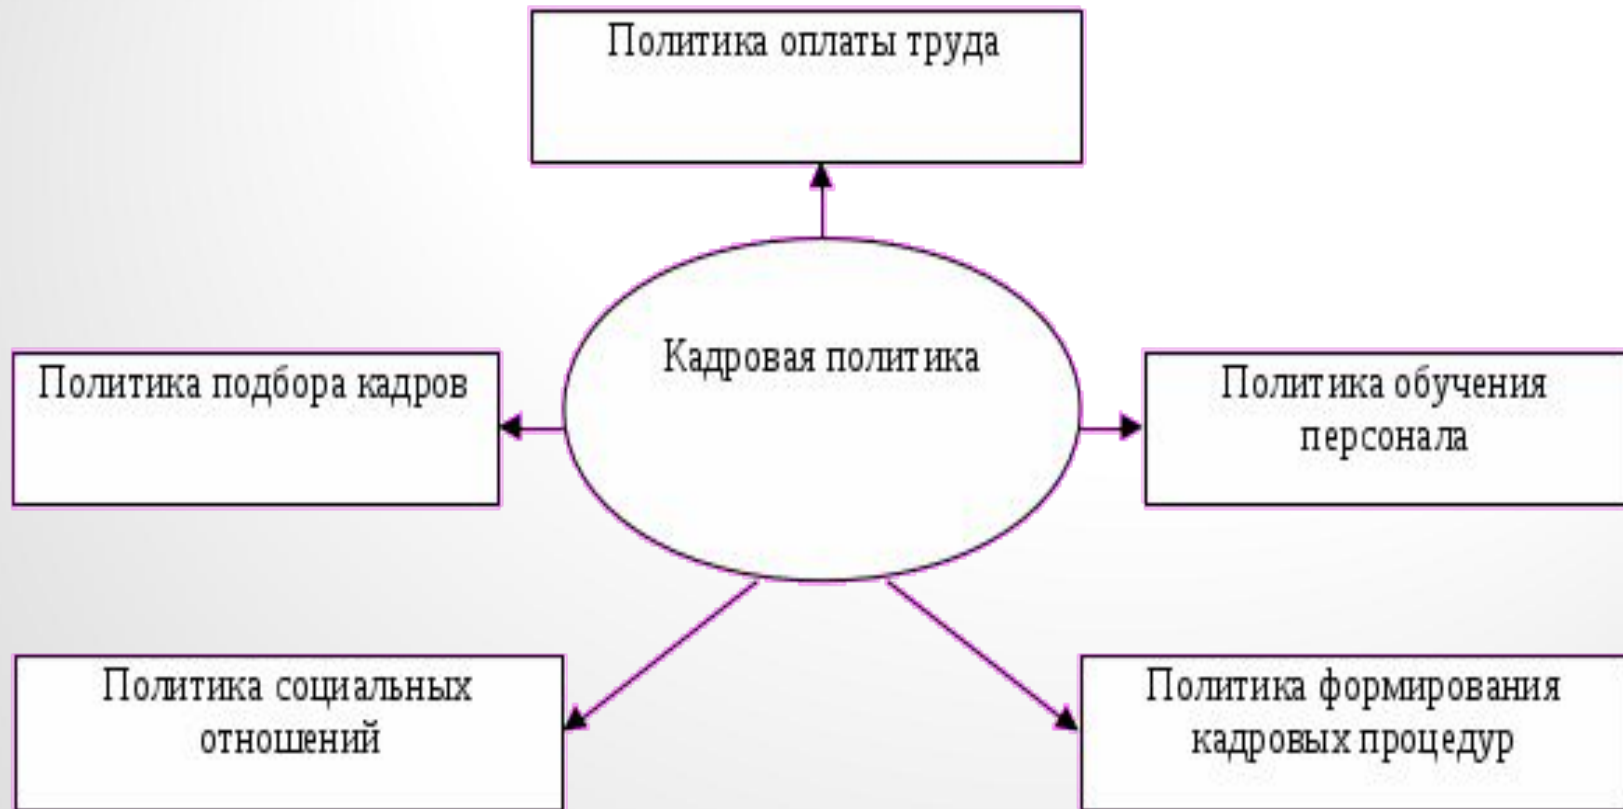 Политика оплаты труда
Кадровая политика
Политика подбора кадров
Политика обучения
персонала
Политика социальных
отношений
Политика формирования
кадровых процедур